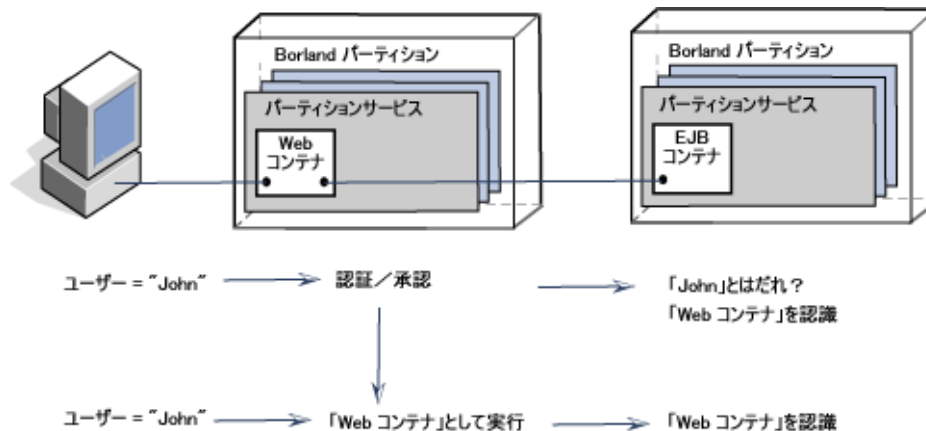 Borland パーティション
パーティションサービス
Web
コンテナ
Borland パーティション
パーティションサービス
EJB
コンテナ
ユーザー = "John"
認証／承認
「John」とはだれ？
「Web コンテナ」を認識
ユーザー = "John"
「Web コンテナ」として実行
「Web コンテナ」を認識